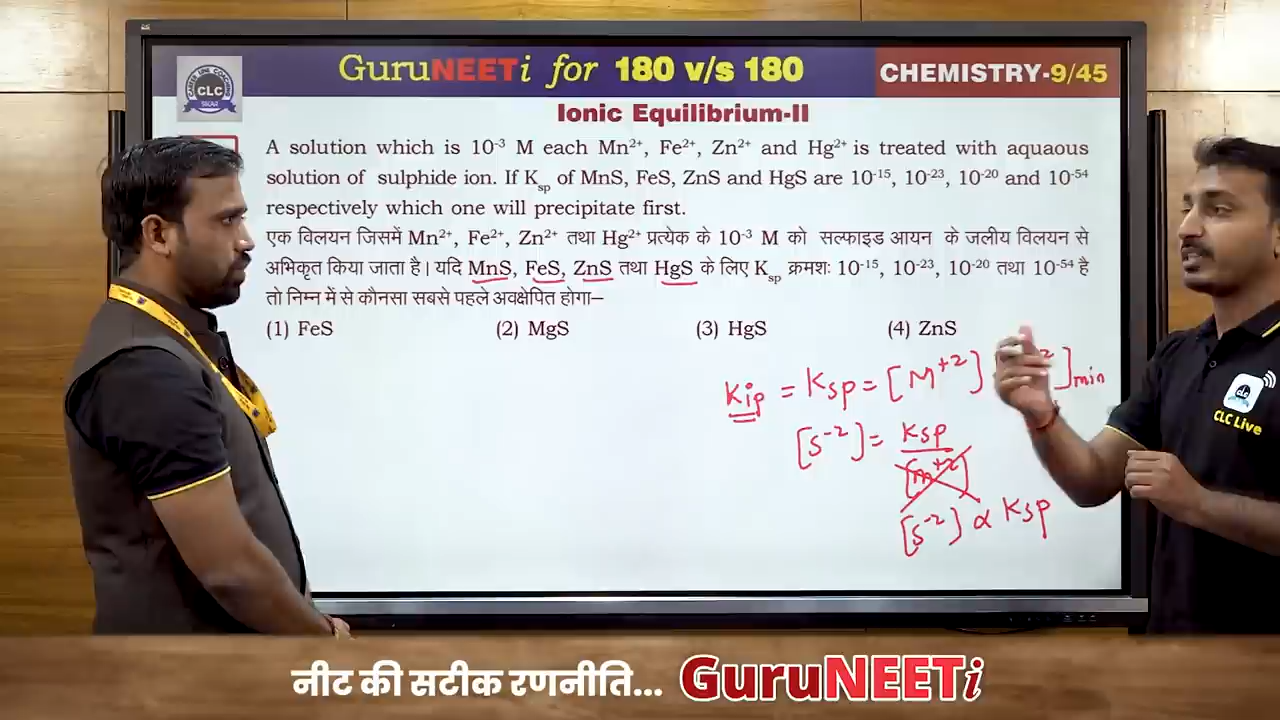 GuruNEETi for 180 v/s 180
CHEMISTRY-9/45
CLC
SIKAR
Ionic Equilibrium-II
A solution which is 10⁻³ M each Mn²⁺, Fe²⁺, Zn²⁺ and Hg²⁺ is treated with aquaous
solution of sulphide ion. If Kₛₚ of MnS, FeS, ZnS and HgS are 10⁻¹⁵, 10⁻²³, 10⁻²⁰ and 10⁻⁵⁴
respectively which one will precipitate first.
एक विलयन जिसमें Mn²⁺, Fe²⁺, Zn²⁺ तथा Hg²⁺ प्रत्येक के 10⁻³ M को सल्फाइड आयन के जलीय विलयन से
अभिकृत किया जाता है। यदि MnS, FeS, ZnS तथा HgS के लिए Kₛₚ क्रमशः 10⁻¹⁵, 10⁻²³, 10⁻²⁰ तथा 10⁻⁵⁴ है
तो निम्न में से कौनसा सबसे पहले अवक्षेपित होगा–
(1) FeS (2) MgS (3) HgS (4) ZnS
Kip = Ksp = [M⁺²] ²]min
[S⁻²] = Ksp
[M⁺²]
[S⁻²] ∝ Ksp
CLC Live
नीट की सटीक रणनीति... GuruNEETi